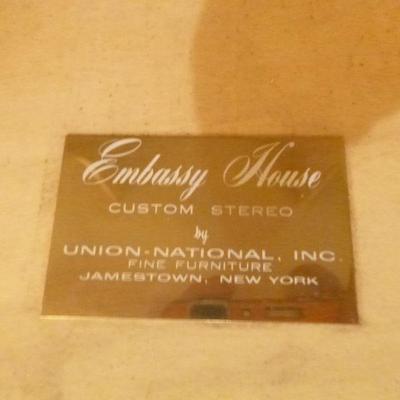 Embassy House
CUSTOM STEREO
by
UNION-NATIONAL, INC.
FINE FURNITURE
JAMESTOWN, NEW YORK